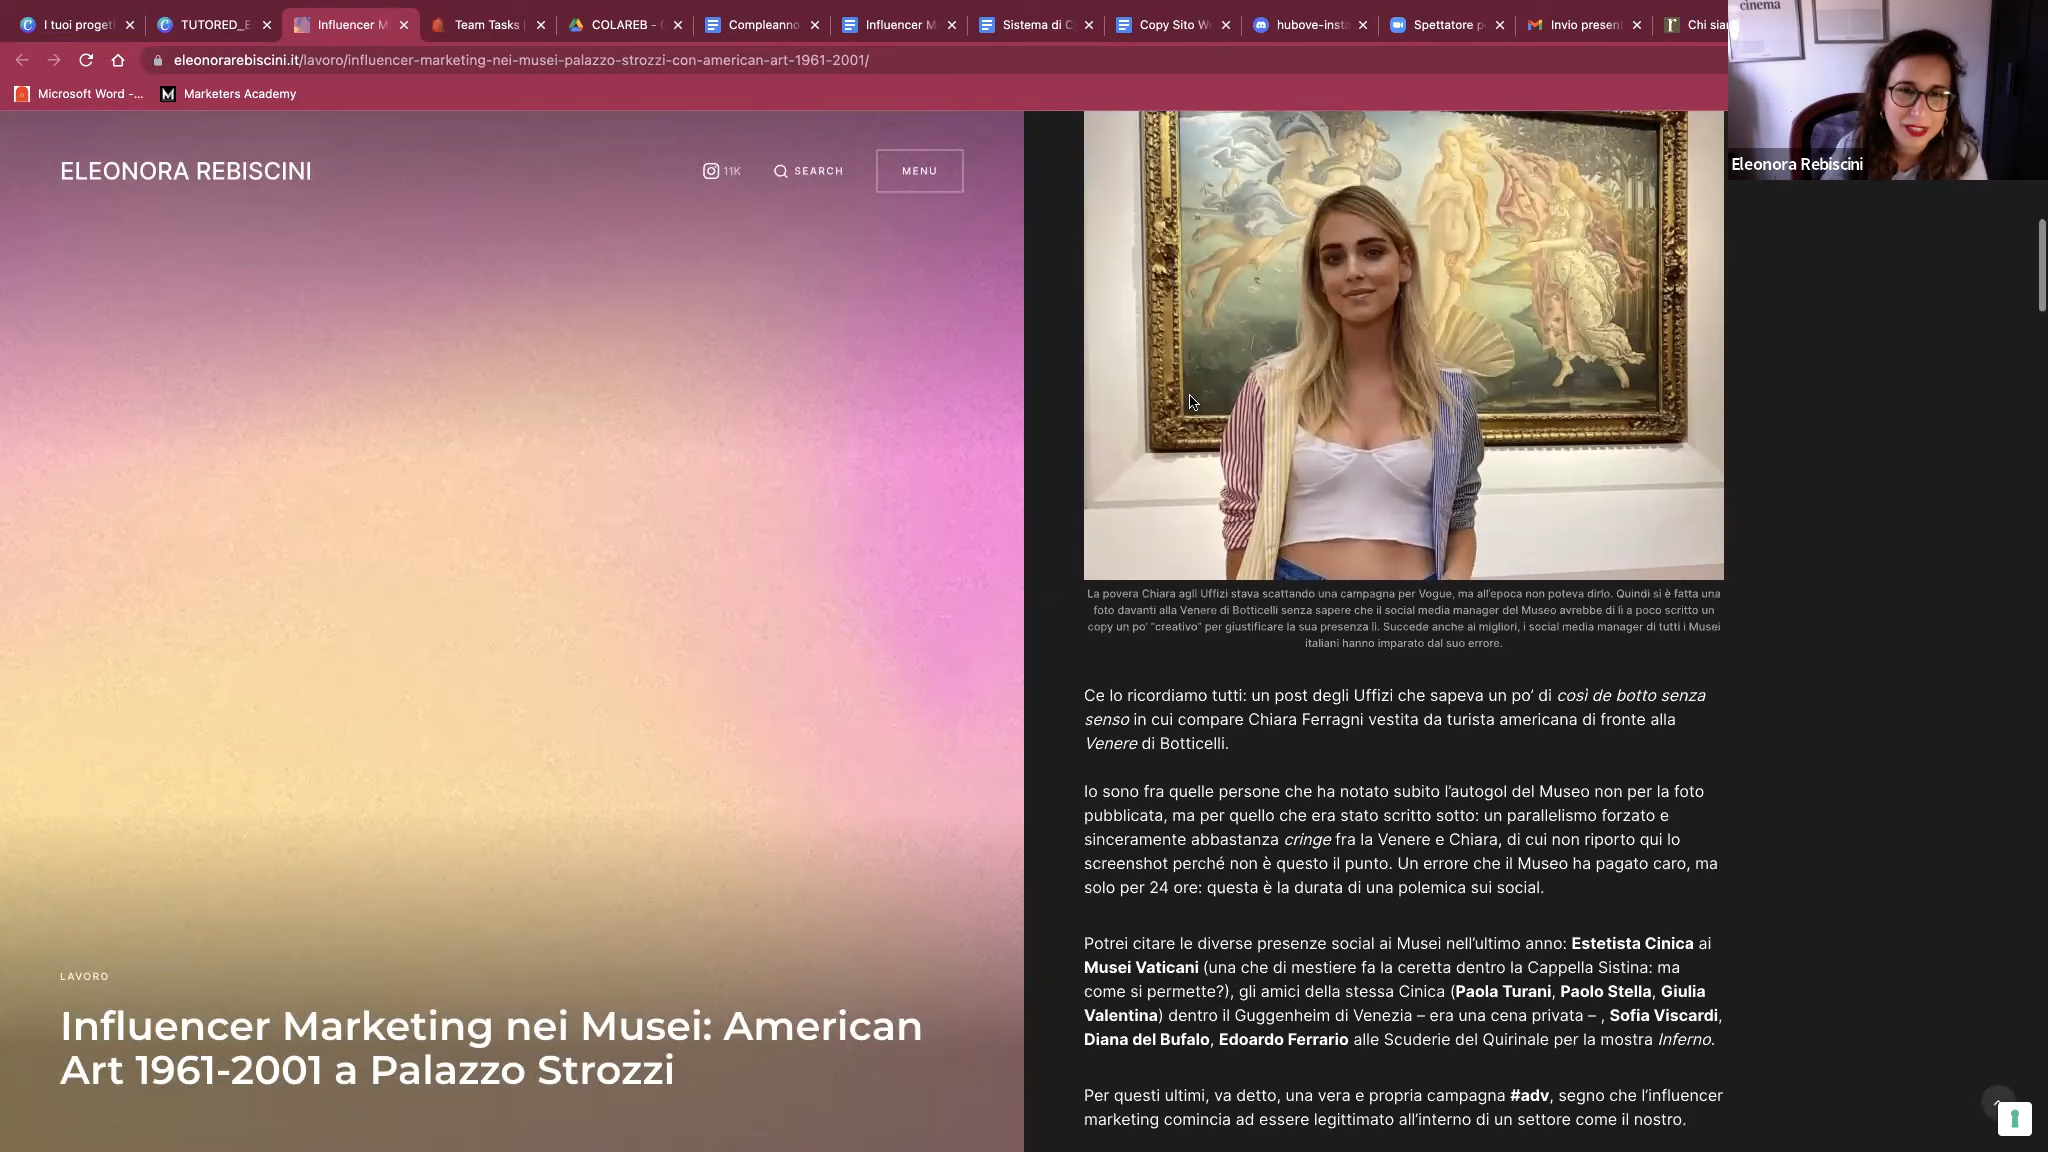 I tuoi proget
TUTORED_E
Influencer M
Team Tasks
COLAREB -
Compleanno
Influencer M
Sistema di C
Copy Sito W
hubove-insta
Spettatore p
Invio presen
Chi siar
eleonorarebiscini.it/lavoro/influencer-marketing-nei-musei-palazzo-strozzi-con-american-art-1961-2001/
Microsoft Word -...
Marketers Academy
cinema
Eleonora Rebiscini
ELEONORA REBISCINI
11K
SEARCH
MENU
LAVORO
Influencer Marketing nei Musei: American
Art 1961-2001 a Palazzo Strozzi
La povera Chiara agli Uffizi stava scattando una campagna per Vogue, ma all'epoca non poteva dirlo. Quindi si è fatta una
foto davanti alla Venere di Botticelli senza sapere che il social media manager del Museo avrebbe di lì a poco scritto un
copy un po' "creativo" per giustificare la sua presenza lì. Succede anche ai migliori, i social media manager di tutti i Musei
italiani hanno imparato dal suo errore.
Ce lo ricordiamo tutti: un post degli Uffizi che sapeva un po' di così de botto senza
senso in cui compare Chiara Ferragni vestita da turista americana di fronte alla
Venere di Botticelli.
Io sono fra quelle persone che ha notato subito l'autogol del Museo non per la foto
pubblicata, ma per quello che era stato scritto sotto: un parallelismo forzato e
sinceramente abbastanza cringe fra la Venere e Chiara, di cui non riporto qui lo
screenshot perché non è questo il punto. Un errore che il Museo ha pagato caro, ma
solo per 24 ore: questa è la durata di una polemica sui social.
Potrei citare le diverse presenze social ai Musei nell'ultimo anno: Estetista Cinica ai
Musei Vaticani (una che di mestiere fa la ceretta dentro la Cappella Sistina: ma
come si permette?), gli amici della stessa Cinica (Paola Turani, Paolo Stella, Giulia
Valentina) dentro il Guggenheim di Venezia – era una cena privata – , Sofia Viscardi,
Diana del Bufalo, Edoardo Ferrario alle Scuderie del Quirinale per la mostra Inferno.
Per questi ultimi, va detto, una vera e propria campagna #adv, segno che l'influencer
marketing comincia ad essere legittimato all'interno di un settore come il nostro.